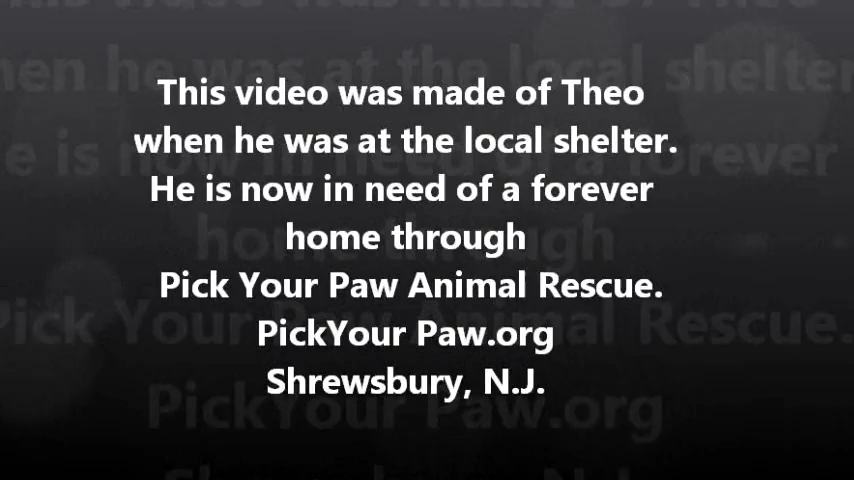 This video was made of Theo
when he was at the local shelter.
He is now in need of a forever
home through
Pick Your Paw Animal Rescue.
PickYour Paw.org
Shrewsbury, N.J.